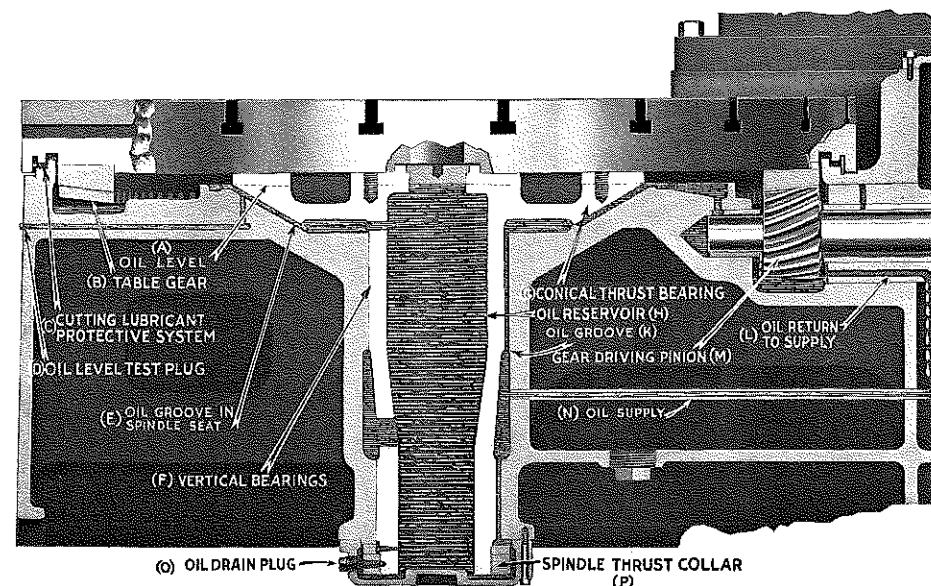 (A)
OIL LEVEL
(B) TABLE GEAR
(C) CUTTING LUBRICANT
PROTECTIVE SYSTEM
(D) OIL LEVEL TEST PLUG
(E) OIL GROOVE IN
SPINDLE SEAT
(F) VERTICAL BEARINGS
(O) OIL DRAIN PLUG
CONICAL THRUST BEARING
OIL RESERVOIR (H)
OIL GROOVE (K)
GEAR DRIVING PINION (M)
(L) OIL RETURN
TO SUPPLY
(N) OIL SUPPLY
SPINDLE THRUST COLLAR
(P)